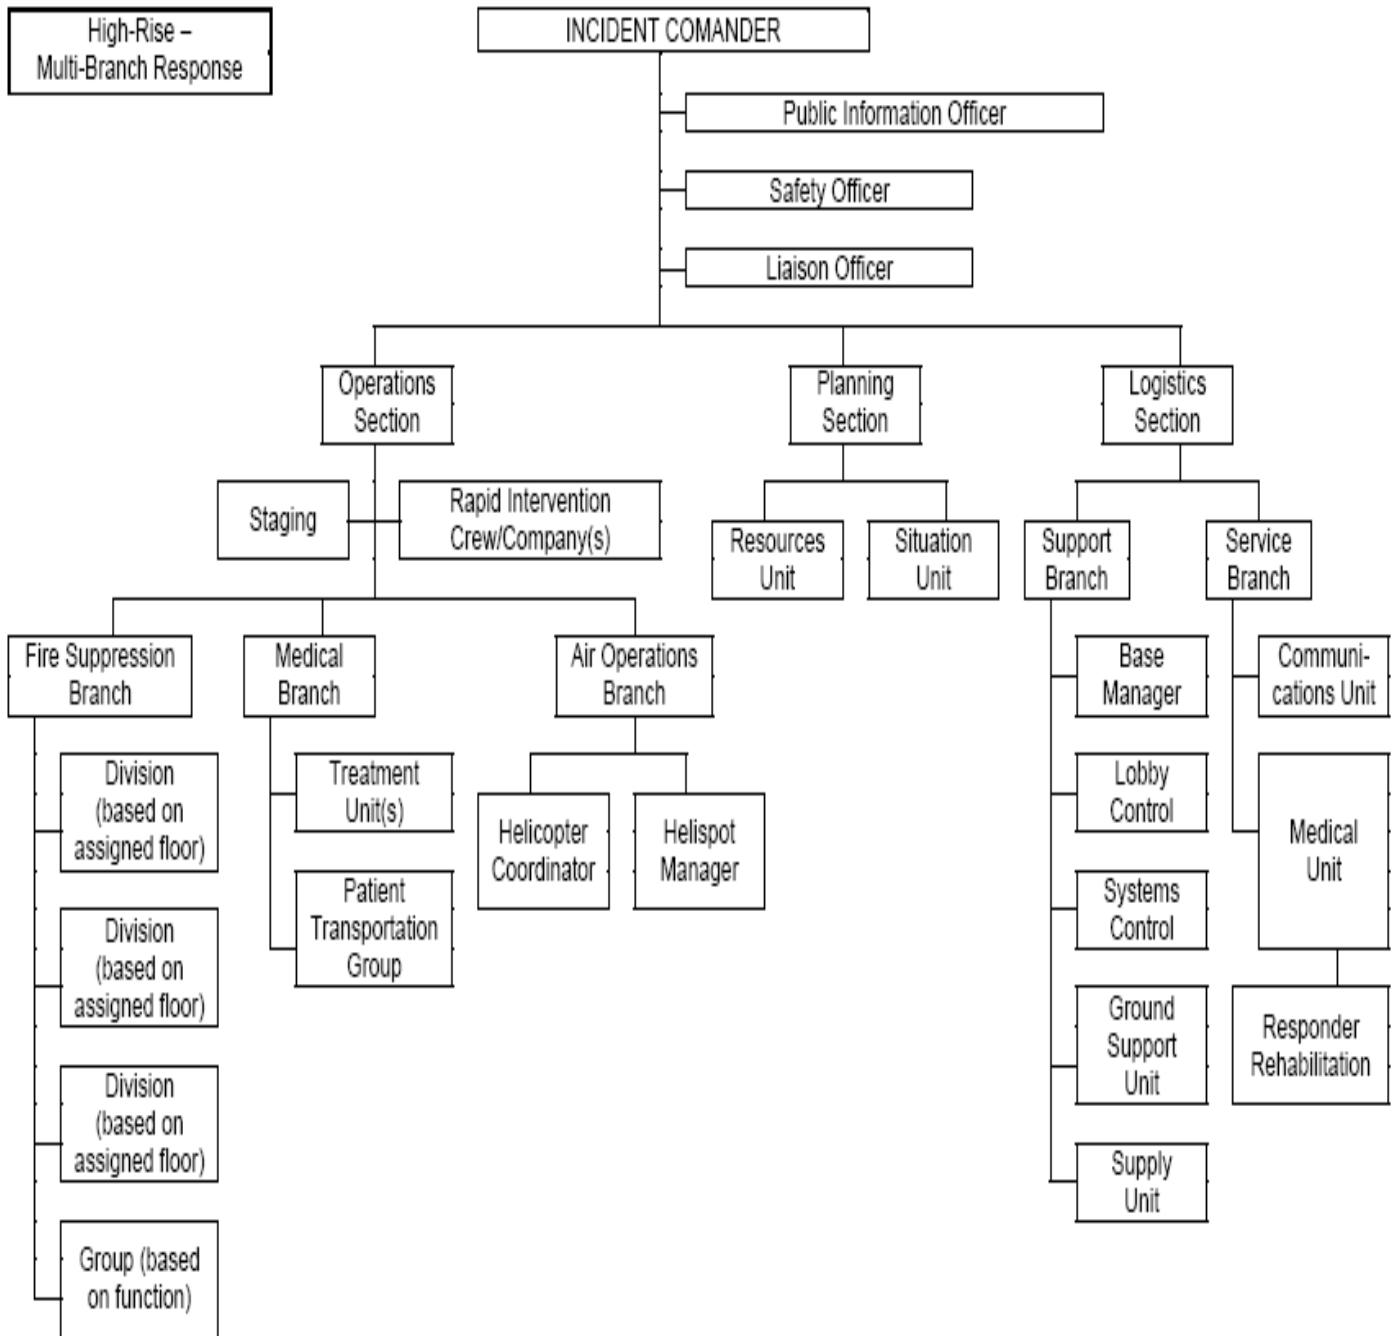 High-Rise –
Multi-Branch Response
INCIDENT COMANDER
Public Information Officer
Safety Officer
Liaison Officer
Operations
Section
Planning
Section
Logistics
Section
Staging
Rapid Intervention
Crew/Company(s)
Resources
Unit
Situation
Unit
Support
Branch
Service
Branch
Fire Suppression
Branch
Medical
Branch
Air Operations
Branch
Base
Manager
Communi-
cations Unit
Division
(based on
assigned floor)
Treatment
Unit(s)
Helicopter
Coordinator
Helispot
Manager
Lobby
Control
Medical
Unit
Patient
Transportation
Group
Systems
Control
Division
(based on
assigned floor)
Ground
Support
Unit
Responder
Rehabilitation
Division
(based on
assigned floor)
Supply
Unit
Group (based
on function)